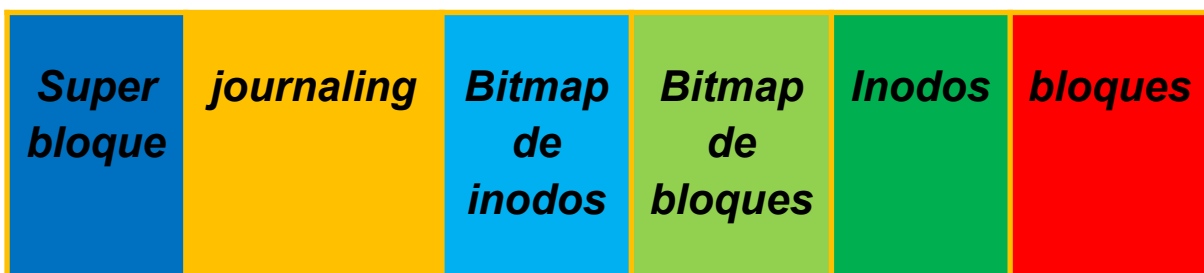 Super
bloque
journaling
Bitmap
de
inodos
Bitmap
de
bloques
Inodos
bloques